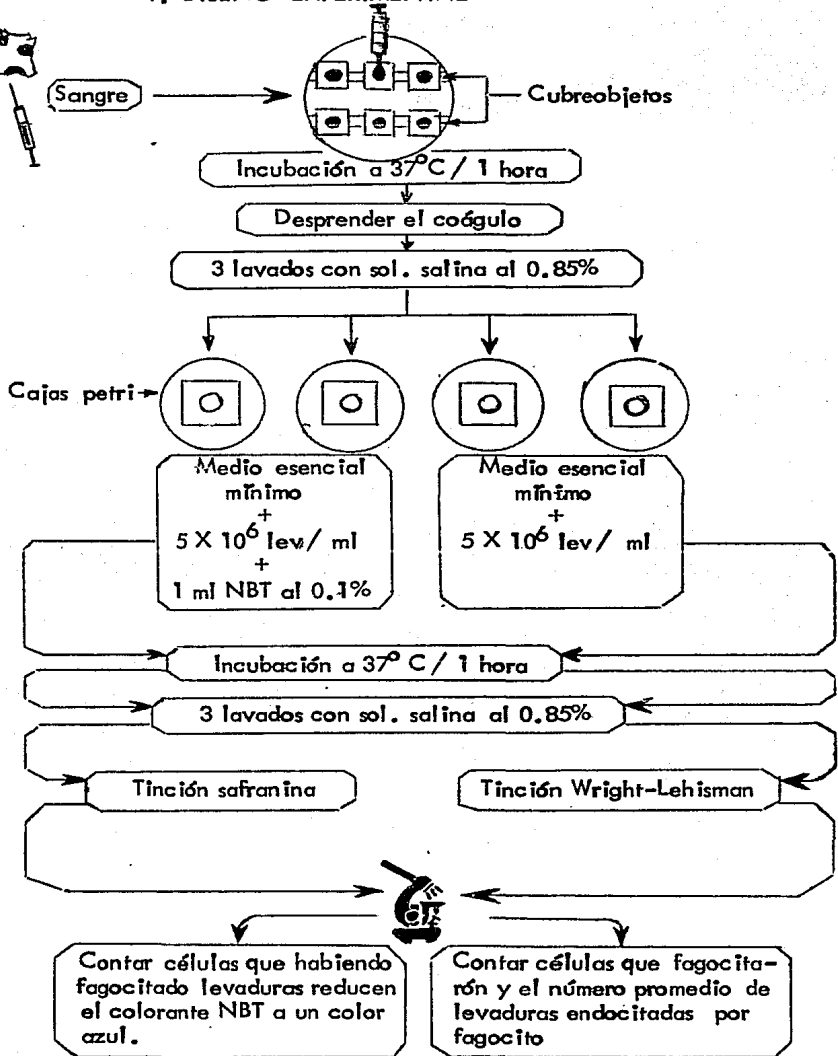 Sangre
Cubreobjetos
Incubación a 37°C / 1 hora
Desprender el coágulo
3 lavados con sol. salina al 0.85%
Cajas petri
Medio esencial
mínimo
+
5 X 10⁶ lev/ ml
+
1 ml NBT al 0.1%
Medio esencial
mínimo
+
5 X 10⁶ lev/ ml
Incubación a 37° C / 1 hora
3 lavados con sol. salina al 0.85%
Tinción safranina
Tinción Wright-Lehisman
Contar células que habiendo
fagocitado levaduras reducen
el colorante NBT a un color
azul.
Contar células que fagocita-
rón y el número promedio de
levaduras endocitadas por
fagocito